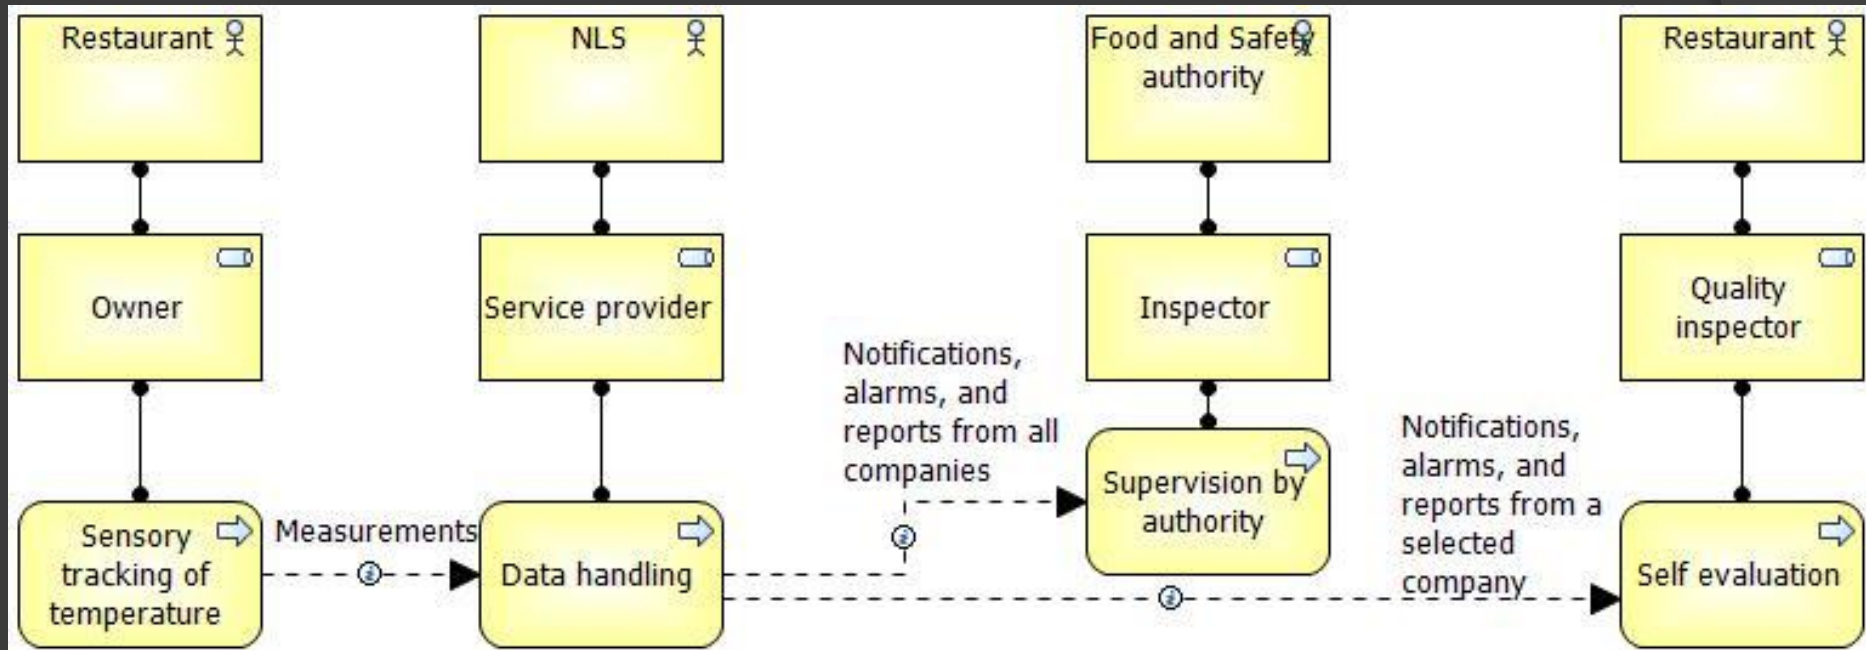 Restaurant
NLS
Food and Safety
authority
Restaurant
Owner
Service provider
Inspector
Quality
inspector
Notifications,
alarms, and
reports from all
companies
Notifications,
alarms, and
reports from a
selected
company
Sensory
tracking of
temperature
Measurements
Data handling
Supervision by
authority
Self evaluation